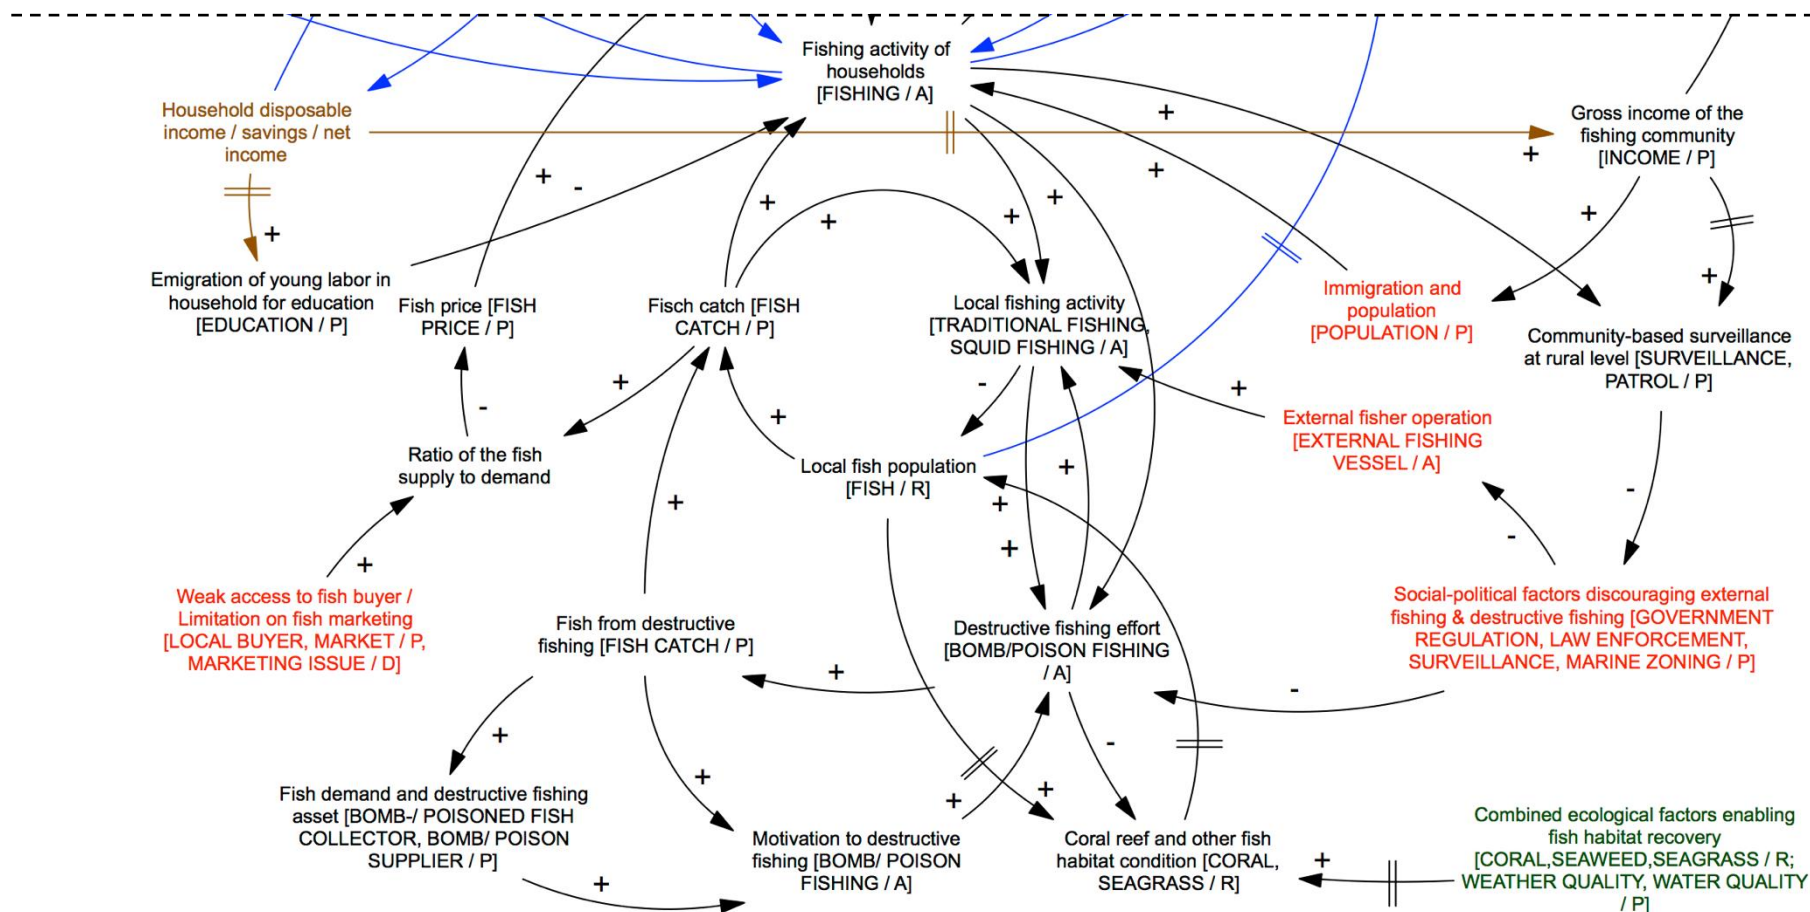 Fishing activity of
households
[FISHING / A]
Household disposable
income / savings / net
income
Gross income of the
fishing community
[INCOME / P]
+
+
+
+
-
+
+
+
+
+
+
+
+
Emigration of young labor in
household for education
[EDUCATION / P]
Fish price [FISH
PRICE / P]
Fisch catch [FISH
CATCH / P]
Local fishing activity
[TRADITIONAL FISHING,
SQUID FISHING / A]
Immigration and
population
[POPULATION / P]
Community-based surveillance
at rural level [SURVEILLANCE,
PATROL / P]
+
-
+
-
+
External fisher operation
[EXTERNAL FISHING
VESSEL / A]
Ratio of the fish
supply to demand
Local fish population
[FISH / R]
+
+
+
+
-
-
+
Weak access to fish buyer /
Limitation on fish marketing
[LOCAL BUYER, MARKET / P,
MARKETING ISSUE / D]
Fish from destructive
fishing [FISH CATCH / P]
Destructive fishing effort
[BOMB/POISON FISHING
/ A]
Social-political factors discouraging external
fishing & destructive fishing [GOVERNMENT
REGULATION, LAW ENFORCEMENT,
SURVEILLANCE, MARINE ZONING / P]
+
-
+
-
+
+
+
Fish demand and destructive fishing
asset [BOMB-/ POISONED FISH
COLLECTOR, BOMB/ POISON
SUPPLIER / P]
Motivation to destructive
fishing [BOMB/ POISON
FISHING / A]
Coral reef and other fish
habitat condition [CORAL,
SEAGRASS / R]
Combined ecological factors enabling
fish habitat recovery
[CORAL,SEAWEED,SEAGRASS / R;
WEATHER QUALITY, WATER QUALITY
/ P]
+
+